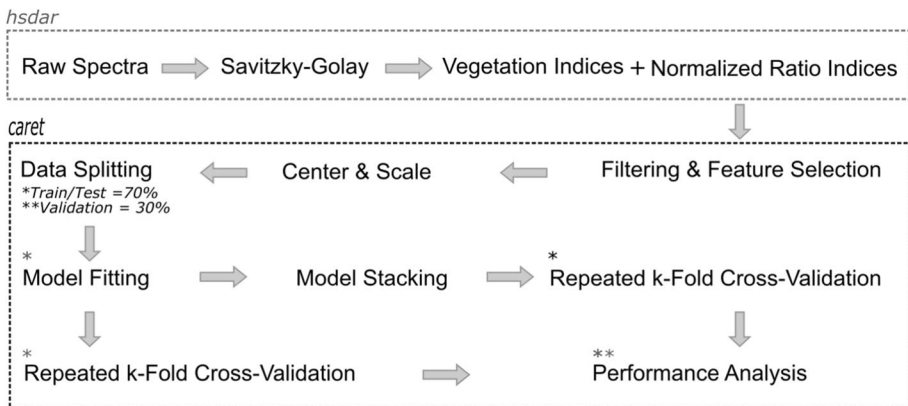 hsdar
Raw Spectra Savitzky-Golay Vegetation Indices + Normalized Ratio Indices
caret
Data Splitting Center & Scale Filtering & Feature Selection
*Train/Test =70%
**Validation = 30%
* *
Model Fitting Model Stacking Repeated k-Fold Cross-Validation
* **
Repeated k-Fold Cross-Validation Performance Analysis